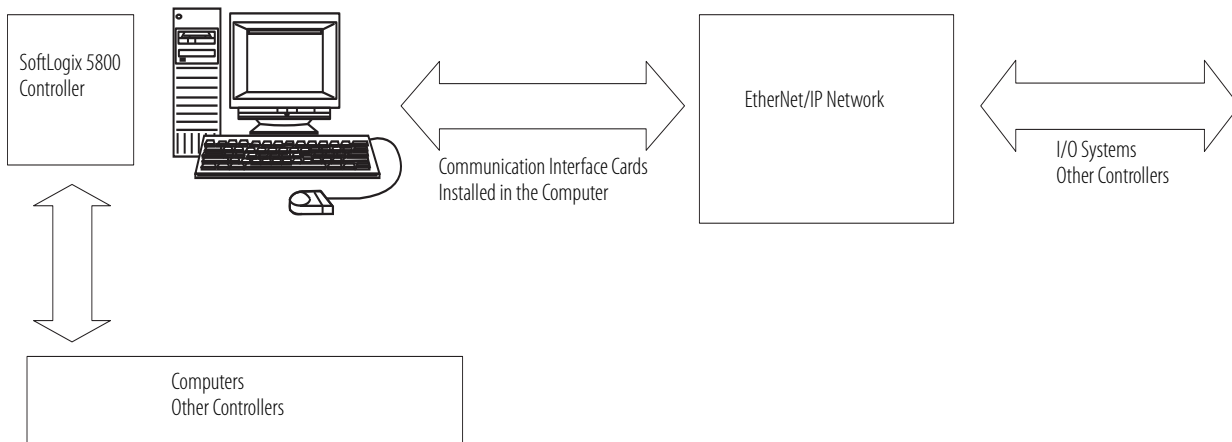 SoftLogix 5800
Controller
Communication Interface Cards
Installed in the Computer
EtherNet/IP Network
I/O Systems
Other Controllers
Computers
Other Controllers